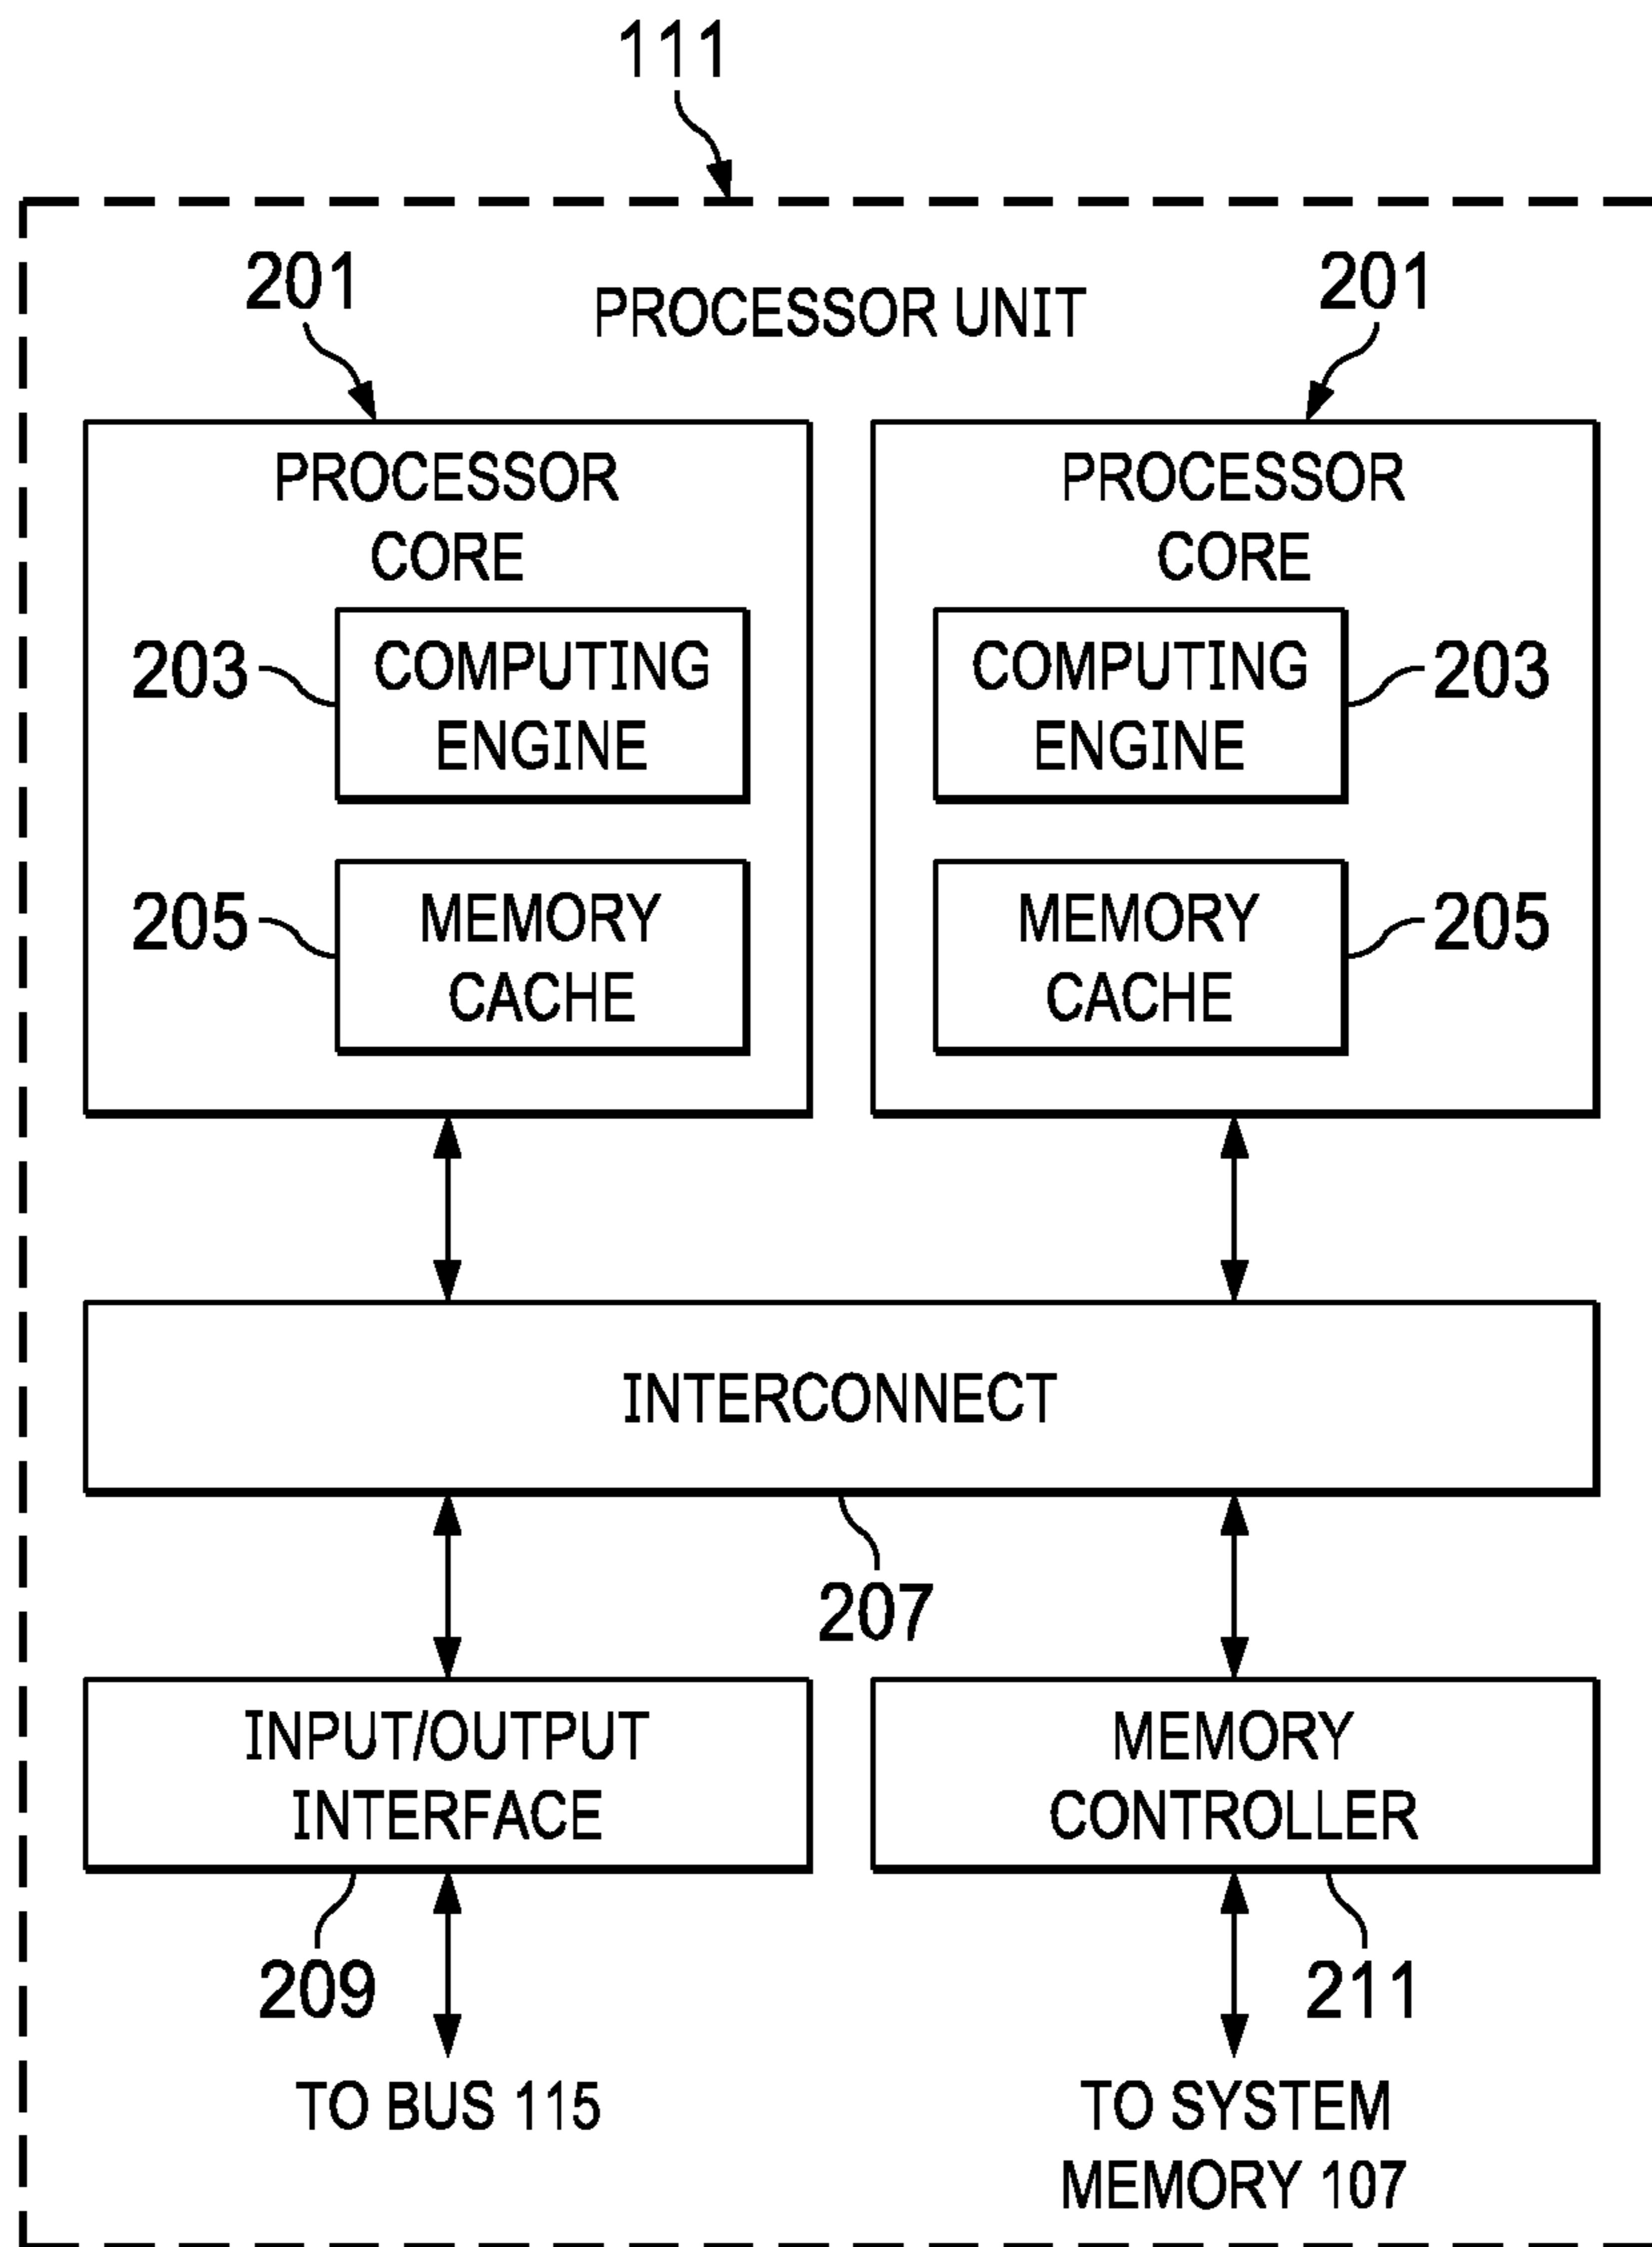 111
201
PROCESSOR UNIT
201
PROCESSOR
CORE
PROCESSOR
CORE
203
COMPUTING
ENGINE
COMPUTING
ENGINE
203
205
MEMORY
CACHE
MEMORY
CACHE
205
INTERCONNECT
207
INPUT/OUTPUT
INTERFACE
MEMORY
CONTROLLER
209
211
TO BUS 115
TO SYSTEM
MEMORY 107